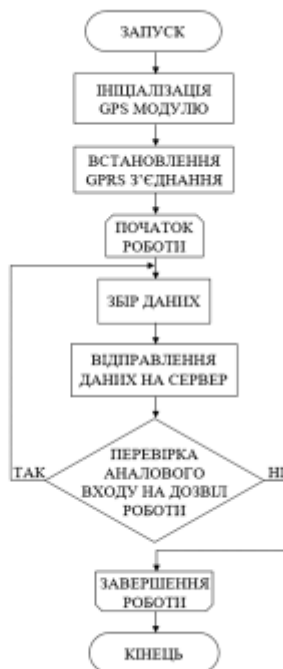 ЗАПУСК
ІНІЦІАЛІЗАЦІЯ
GPS МОДУЛЮ
ВСТАНОВЛЕННЯ
GPRS З'ЄДНАННЯ
ПОЧАТОК
РОБОТИ
ЗБІР ДАНИХ
ВІДПРАВЛЕННЯ
ДАНИХ НА СЕРВЕР
ПЕРЕВІРКА
ТАК АНАЛОГОВОГО
ВХОДУ НА ДОЗВІЛ
РОБОТИ
ЗАВЕРШЕННЯ
РОБОТИ
КІНЕЦЬ